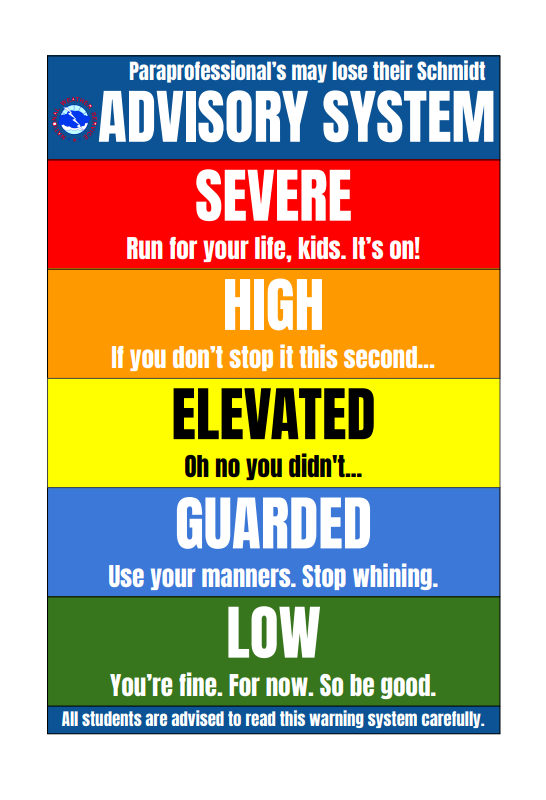 Paraprofessional's may lose their Schmidt
ADVISORY SYSTEM
SEVERE
Run for your life, kids. It’s on!
HIGH
If you don’t stop it this second...
ELEVATED
Oh no you didn't...
GUARDED
Use your manners. Stop whining.
LOW
You’re fine. For now. So be good.
All students are advised to read this warning system carefully.